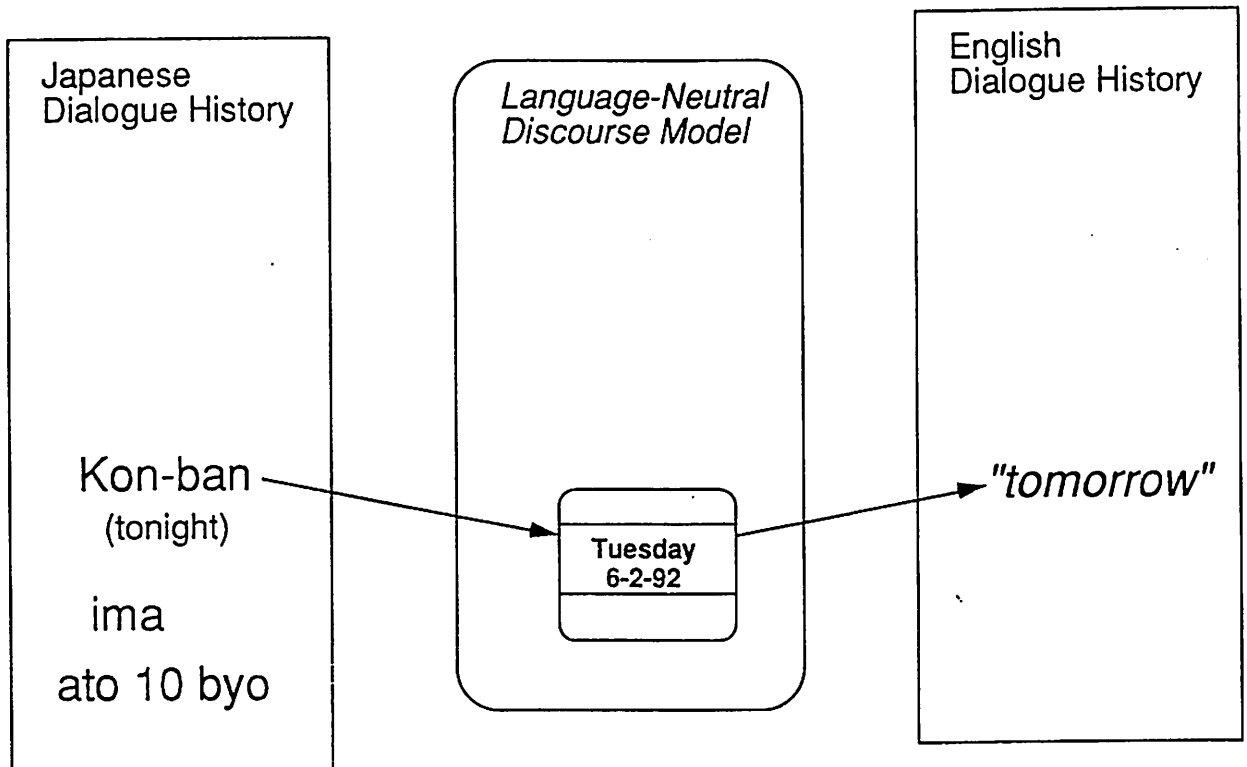 Japanese
Dialogue History
Kon-ban
(tonight)
ima
ato 10 byo
Language-Neutral
Discourse Model
Tuesday
6-2-92
English
Dialogue History
"tomorrow"